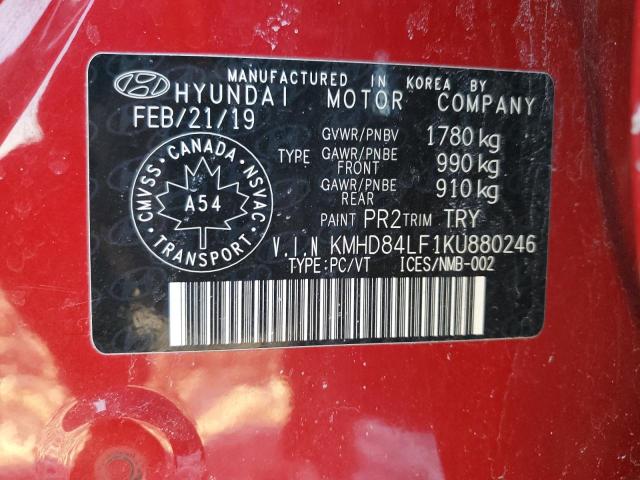 MANUFACTURED IN KOREA BY
HYUNDAI MOTOR COMPANY
FEB/21/19
GVWR/PNBV 1780 kg
TYPE GAWR/PNBE FRONT 990 kg
GAWR/PNBE REAR 910 kg
PAINT PR2 TRIM TRY
CMVSS CANADA NSVAC
A54
TRANSPORT
V.I.N KMHD84LF1KU880246
TYPE:PC/VT ICES/NMB-002